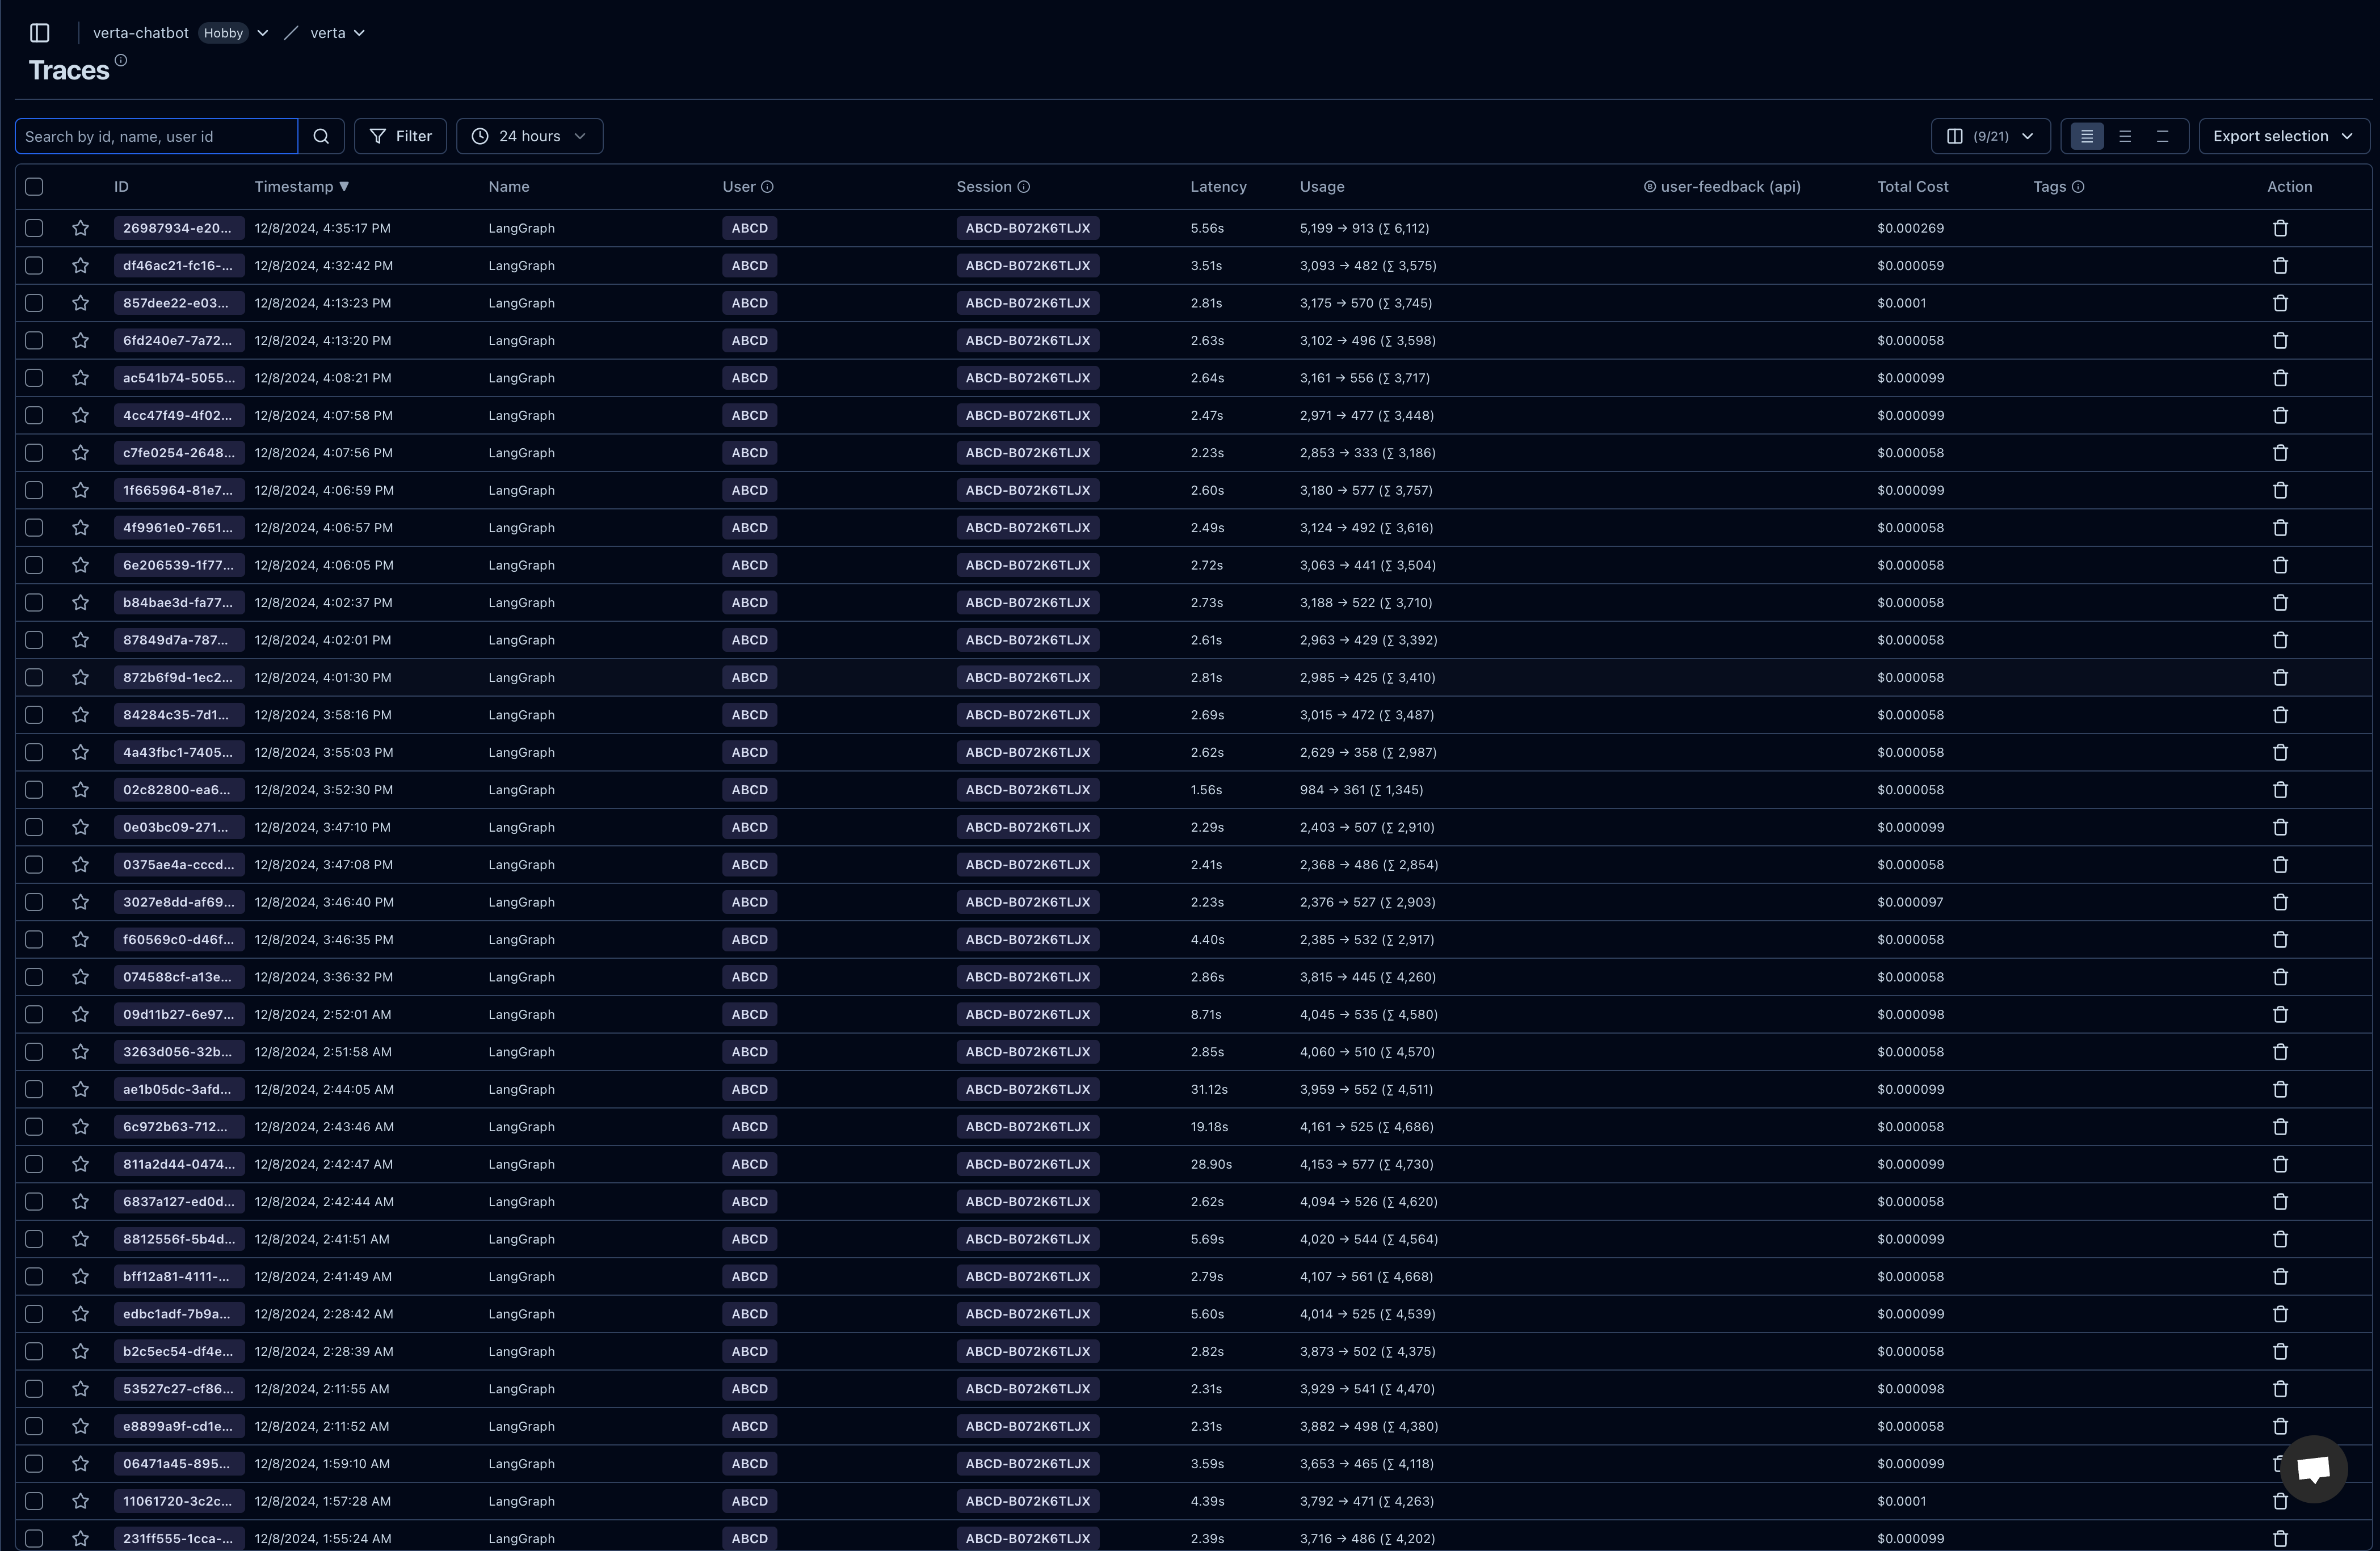 verta-chatbot Hobby / verta
Traces
Search by id, name, user id Filter 24 hours (9/21) Export selection
ID Timestamp ▼ Name User Session Latency Usage Ⓑ user-feedback (api) Total Cost Tags Action
26987934-e20... 12/8/2024, 4:35:17 PM LangGraph ABCD ABCD-B072K6TLJX 5.56s 5,199 → 913 (∑ 6,112) $0.000269
df46ac21-fc16-... 12/8/2024, 4:32:42 PM LangGraph ABCD ABCD-B072K6TLJX 3.51s 3,093 → 482 (∑ 3,575) $0.000059
857dee22-e03... 12/8/2024, 4:13:23 PM LangGraph ABCD ABCD-B072K6TLJX 2.81s 3,175 → 570 (∑ 3,745) $0.0001
6fd240e7-7a72... 12/8/2024, 4:13:20 PM LangGraph ABCD ABCD-B072K6TLJX 2.63s 3,102 → 496 (∑ 3,598) $0.000058
ac541b74-5055... 12/8/2024, 4:08:21 PM LangGraph ABCD ABCD-B072K6TLJX 2.64s 3,161 → 556 (∑ 3,717) $0.000099
4cc47f49-4f02... 12/8/2024, 4:07:58 PM LangGraph ABCD ABCD-B072K6TLJX 2.47s 2,971 → 477 (∑ 3,448) $0.000099
c7fe0254-2648... 12/8/2024, 4:07:56 PM LangGraph ABCD ABCD-B072K6TLJX 2.23s 2,853 → 333 (∑ 3,186) $0.000058
1f665964-81e7... 12/8/2024, 4:06:59 PM LangGraph ABCD ABCD-B072K6TLJX 2.60s 3,180 → 577 (∑ 3,757) $0.000099
4f9961e0-7651... 12/8/2024, 4:06:57 PM LangGraph ABCD ABCD-B072K6TLJX 2.49s 3,124 → 492 (∑ 3,616) $0.000058
6e206539-1f77... 12/8/2024, 4:06:05 PM LangGraph ABCD ABCD-B072K6TLJX 2.72s 3,063 → 441 (∑ 3,504) $0.000058
b84bae3d-fa77... 12/8/2024, 4:02:37 PM LangGraph ABCD ABCD-B072K6TLJX 2.73s 3,188 → 522 (∑ 3,710) $0.000058
87849d7a-787... 12/8/2024, 4:02:01 PM LangGraph ABCD ABCD-B072K6TLJX 2.61s 2,963 → 429 (∑ 3,392) $0.000058
872b6f9d-1ec2... 12/8/2024, 4:01:30 PM LangGraph ABCD ABCD-B072K6TLJX 2.81s 2,985 → 425 (∑ 3,410) $0.000058
84284c35-7d1... 12/8/2024, 3:58:16 PM LangGraph ABCD ABCD-B072K6TLJX 2.69s 3,015 → 472 (∑ 3,487) $0.000058
4a43fbc1-7405... 12/8/2024, 3:55:03 PM LangGraph ABCD ABCD-B072K6TLJX 2.62s 2,629 → 358 (∑ 2,987) $0.000058
02c82800-ea6... 12/8/2024, 3:52:30 PM LangGraph ABCD ABCD-B072K6TLJX 1.56s 984 → 361 (∑ 1,345) $0.000058
0e03bc09-271... 12/8/2024, 3:47:10 PM LangGraph ABCD ABCD-B072K6TLJX 2.29s 2,403 → 507 (∑ 2,910) $0.000099
0375ae4a-cccd... 12/8/2024, 3:47:08 PM LangGraph ABCD ABCD-B072K6TLJX 2.41s 2,368 → 486 (∑ 2,854) $0.000058
3027e8dd-af69... 12/8/2024, 3:46:40 PM LangGraph ABCD ABCD-B072K6TLJX 2.23s 2,376 → 527 (∑ 2,903) $0.000097
f60569c0-d46f... 12/8/2024, 3:46:35 PM LangGraph ABCD ABCD-B072K6TLJX 4.40s 2,385 → 532 (∑ 2,917) $0.000058
074588cf-a13e... 12/8/2024, 3:36:32 PM LangGraph ABCD ABCD-B072K6TLJX 2.86s 3,815 → 445 (∑ 4,260) $0.000058
09d11b27-6e97... 12/8/2024, 2:52:01 AM LangGraph ABCD ABCD-B072K6TLJX 8.71s 4,045 → 535 (∑ 4,580) $0.000098
3263d056-32b... 12/8/2024, 2:51:58 AM LangGraph ABCD ABCD-B072K6TLJX 2.85s 4,060 → 510 (∑ 4,570) $0.000058
ae1b05dc-3afd... 12/8/2024, 2:44:05 AM LangGraph ABCD ABCD-B072K6TLJX 31.12s 3,959 → 552 (∑ 4,511) $0.000099
6c972b63-712... 12/8/2024, 2:43:46 AM LangGraph ABCD ABCD-B072K6TLJX 19.18s 4,161 → 525 (∑ 4,686) $0.000058
811a2d44-0474... 12/8/2024, 2:42:47 AM LangGraph ABCD ABCD-B072K6TLJX 28.90s 4,153 → 577 (∑ 4,730) $0.000099
6837a127-ed0d... 12/8/2024, 2:42:44 AM LangGraph ABCD ABCD-B072K6TLJX 2.62s 4,094 → 526 (∑ 4,620) $0.000058
8812556f-5b4d... 12/8/2024, 2:41:51 AM LangGraph ABCD ABCD-B072K6TLJX 5.69s 4,020 → 544 (∑ 4,564) $0.000099
bff12a81-4111-... 12/8/2024, 2:41:49 AM LangGraph ABCD ABCD-B072K6TLJX 2.79s 4,107 → 561 (∑ 4,668) $0.000058
edbc1adf-7b9a... 12/8/2024, 2:28:42 AM LangGraph ABCD ABCD-B072K6TLJX 5.60s 4,014 → 525 (∑ 4,539) $0.000099
b2c5ec54-df4e... 12/8/2024, 2:28:39 AM LangGraph ABCD ABCD-B072K6TLJX 2.82s 3,873 → 502 (∑ 4,375) $0.000058
53527c27-cf86... 12/8/2024, 2:11:55 AM LangGraph ABCD ABCD-B072K6TLJX 2.31s 3,929 → 541 (∑ 4,470) $0.000098
e8899a9f-cd1e... 12/8/2024, 2:11:52 AM LangGraph ABCD ABCD-B072K6TLJX 2.31s 3,882 → 498 (∑ 4,380) $0.000058
06471a45-895... 12/8/2024, 1:59:10 AM LangGraph ABCD ABCD-B072K6TLJX 3.59s 3,653 → 465 (∑ 4,118) $0.000099
11061720-3c2c... 12/8/2024, 1:57:28 AM LangGraph ABCD ABCD-B072K6TLJX 4.39s 3,792 → 471 (∑ 4,263) $0.0001
231ff555-1cca-... 12/8/2024, 1:55:24 AM LangGraph ABCD ABCD-B072K6TLJX 2.39s 3,716 → 486 (∑ 4,202) $0.000099